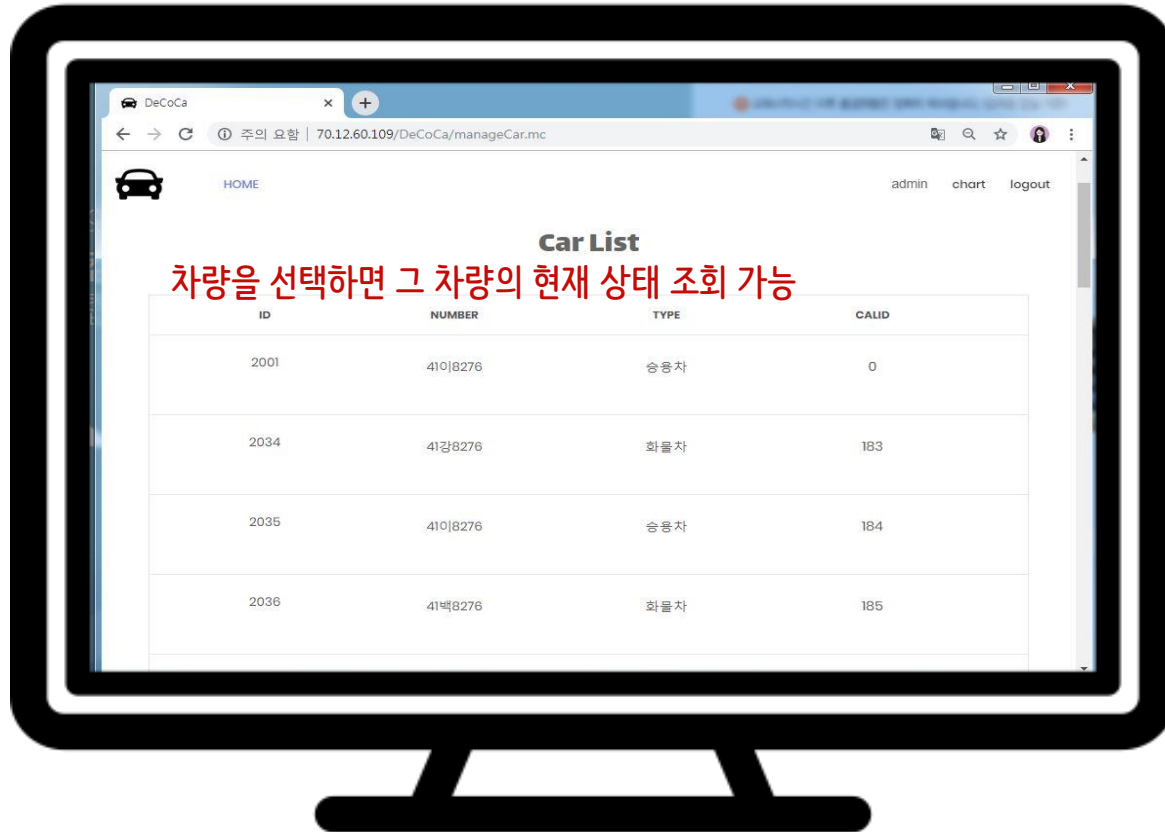 DeCoCa
주의 요함 | 70.12.60.109/DeCoCa/manageCar.mc
HOME admin chart logout
Car List
차량을 선택하면 그 차량의 현재 상태 조회 가능
ID NUMBER TYPE CALID
2001 41이8276 승용차 0
2034 41강8276 화물차 183
2035 41이8276 승용차 184
2036 41백8276 화물차 185